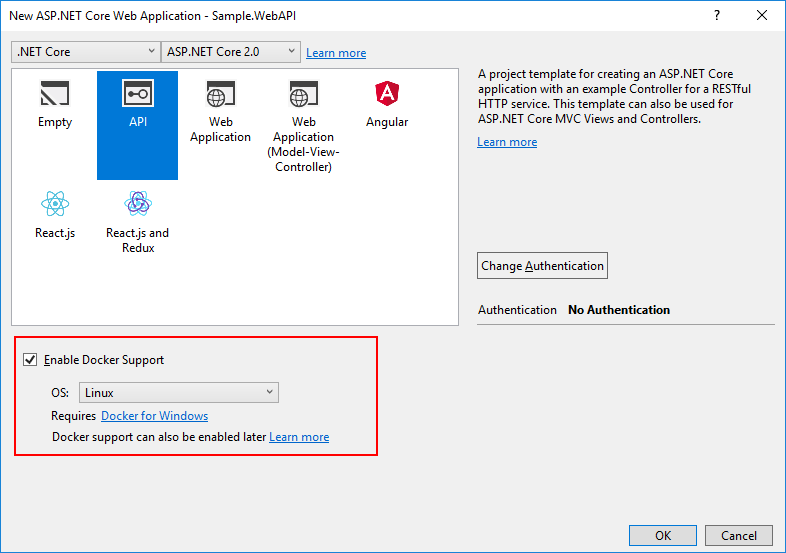 New ASP.NET Core Web Application - Sample.WebAPI
.NET Core
ASP.NET Core 2.0
Learn more
Empty
API
Web
Application
Web
Application
(Model-View-
Controller)
Angular
React.js
React.js and
Redux
A project template for creating an ASP.NET Core
application with an example Controller for a RESTful
HTTP service. This template can also be used for
ASP.NET Core MVC Views and Controllers.
Learn more
Change Authentication
Authentication No Authentication
Enable Docker Support
OS: Linux
Requires Docker for Windows
Docker support can also be enabled later Learn more
OK
Cancel